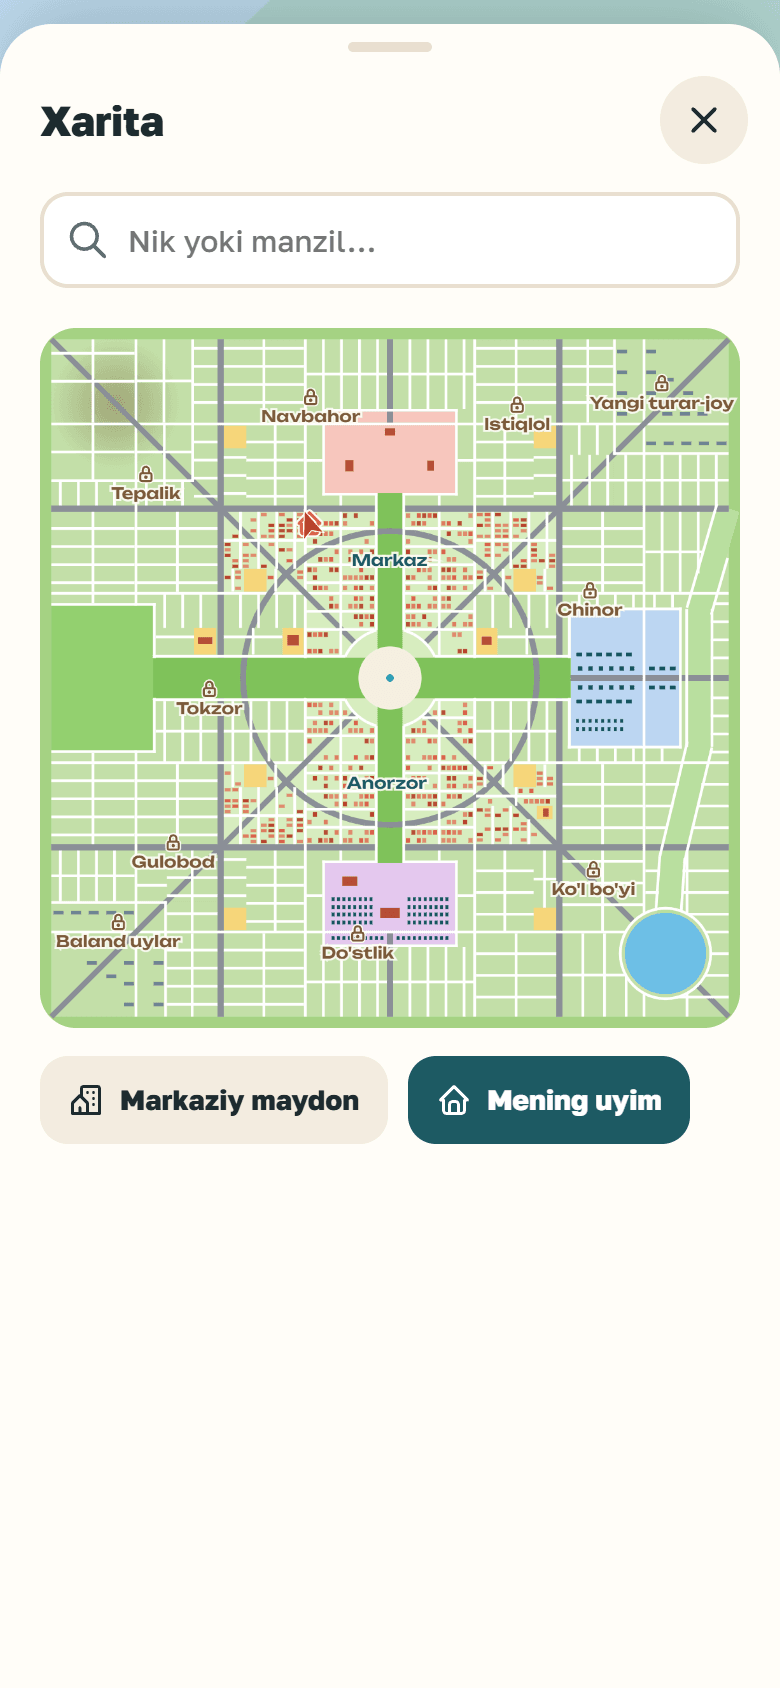 Xarita
Nik yoki manzil...
Navbahor
Istiqlol
Yangi turar-joy
Tepalik
Markaz
Chinor
Tokzor
Anorzor
Gulobod
Ko'l bo'yi
Baland uylar
Do'stlik
Markaziy maydon
Mening uyim